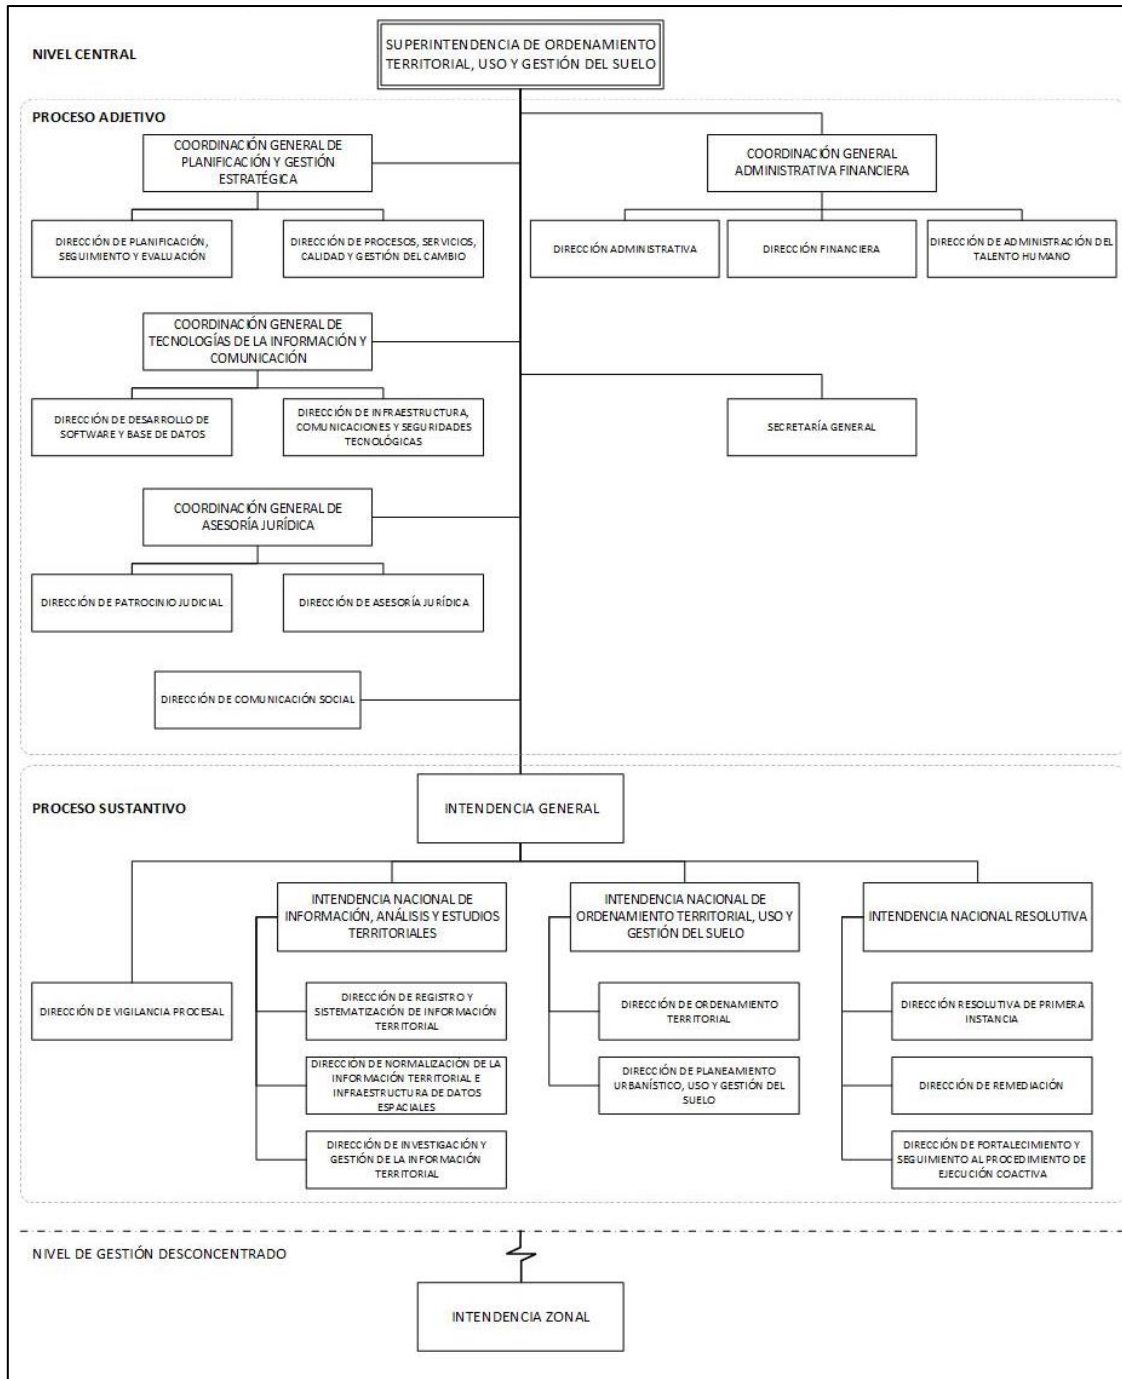 NIVEL CENTRAL
SUPERINTENDENCIA DE ORDENAMIENTO
TERRITORIAL, USO Y GESTIÓN DEL SUELO
PROCESO ADJETIVO
COORDINACIÓN GENERAL DE
PLANIFICACIÓN Y GESTIÓN
ESTRATÉGICA
COORDINACIÓN GENERAL
ADMINISTRATIVA FINANCIERA
DIRECCIÓN DE PLANIFICACIÓN,
SEGUIMIENTO Y EVALUACIÓN
DIRECCIÓN DE PROCESOS, SERVICIOS,
CALIDAD Y GESTIÓN DEL CAMBIO
DIRECCIÓN ADMINISTRATIVA
DIRECCIÓN FINANCIERA
DIRECCIÓN DE ADMINISTRACIÓN DEL
TALENTO HUMANO
COORDINACIÓN GENERAL DE
TECNOLOGÍAS DE LA INFORMACIÓN Y
COMUNICACIÓN
DIRECCIÓN DE DESARROLLO DE
SOFTWARE Y BASE DE DATOS
DIRECCIÓN DE INFRAESTRUCTURA,
COMUNICACIONES Y SEGURIDADES
TECNOLÓGICAS
SECRETARÍA GENERAL
COORDINACIÓN GENERAL DE
ASESORÍA JURÍDICA
DIRECCIÓN DE PATROCINIO JUDICIAL
DIRECCIÓN DE ASESORÍA JURÍDICA
DIRECCIÓN DE COMUNICACIÓN SOCIAL
PROCESO SUSTANTIVO
INTENDENCIA GENERAL
INTENDENCIA NACIONAL DE
INFORMACIÓN, ANÁLISIS Y ESTUDIOS
TERRITORIALES
INTENDENCIA NACIONAL DE
ORDENAMIENTO TERRITORIAL, USO Y
GESTIÓN DEL SUELO
INTENDENCIA NACIONAL RESOLUTIVA
DIRECCIÓN DE VIGILANCIA PROCESAL
DIRECCIÓN DE REGISTRO Y
SISTEMATIZACIÓN DE INFORMACIÓN
TERRITORIAL
DIRECCIÓN DE ORDENAMIENTO
TERRITORIAL
DIRECCIÓN RESOLUTIVA DE PRIMERA
INSTANCIA
DIRECCIÓN DE NORMALIZACIÓN DE LA
INFORMACIÓN TERRITORIAL E
INFRAESTRUCTURA DE DATOS
ESPACIALES
DIRECCIÓN DE PLANEAMIENTO
URBANÍSTICO, USO Y GESTIÓN DEL
SUELO
DIRECCIÓN DE REMEDIACIÓN
DIRECCIÓN DE INVESTIGACIÓN Y
GESTIÓN DE LA INFORMACIÓN
TERRITORIAL
DIRECCIÓN DE FORTALECIMIENTO Y
SEGUIMIENTO AL PROCEDIMIENTO DE
EJECUCIÓN COACTIVA
NIVEL DE GESTIÓN DESCONCENTRADO
INTENDENCIA ZONAL